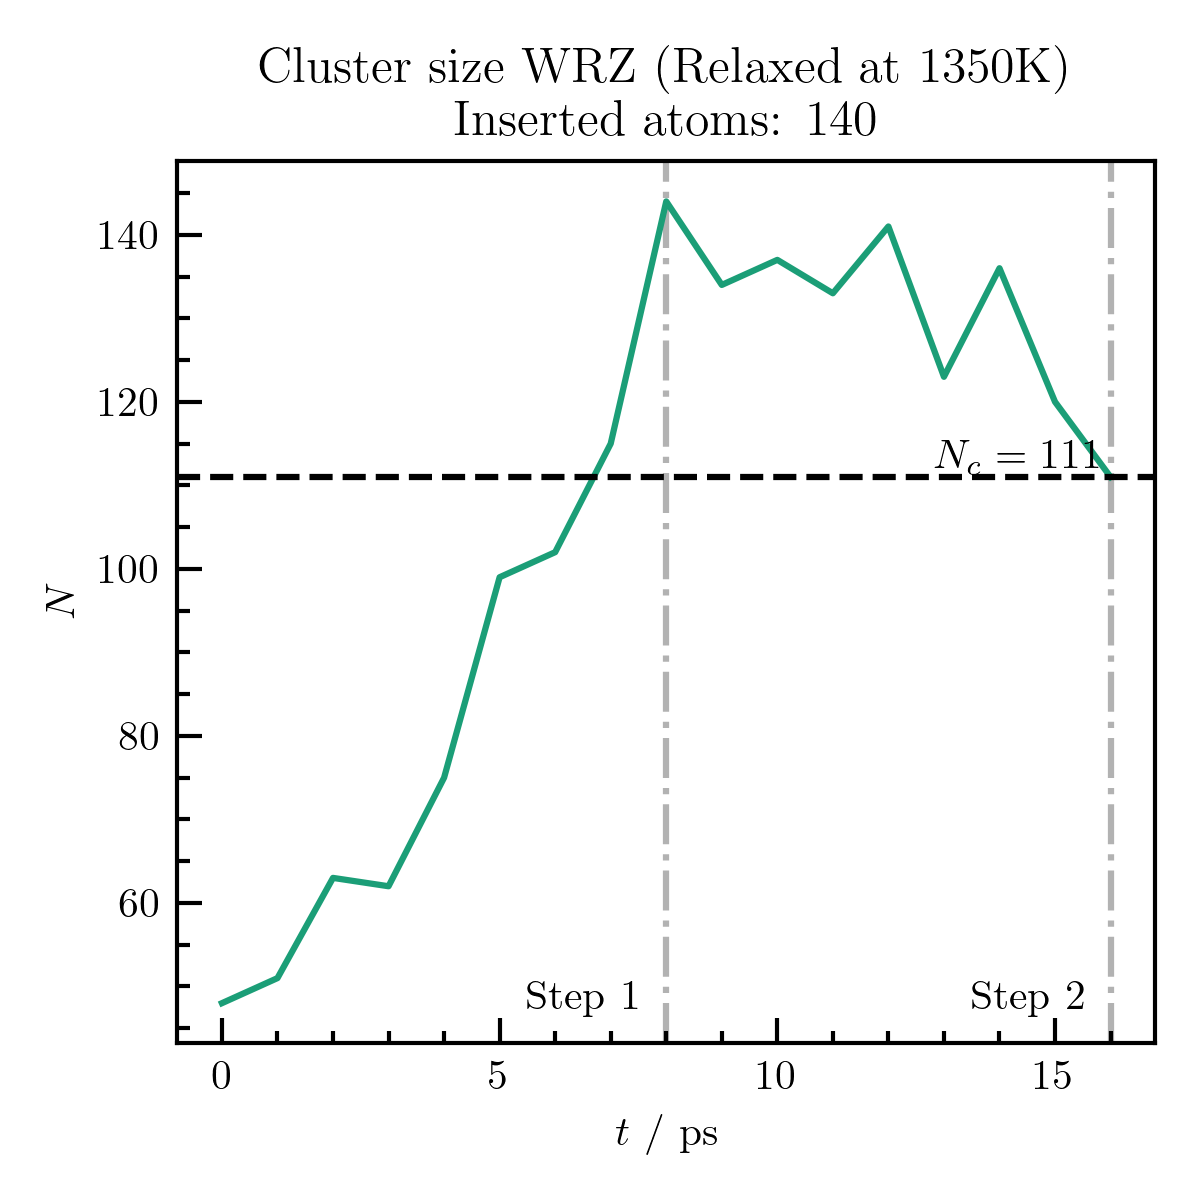 Cluster size WRZ (Relaxed at 1350K)
Inserted atoms: 140
140
120
100
80
60
N
N_c = 111
Step 1
Step 2
0 5 10 15
t / ps